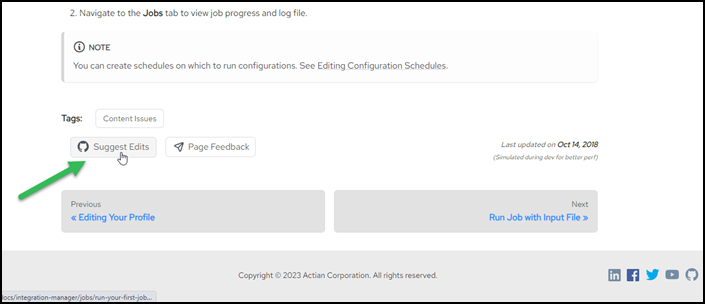 2. Navigate to the Jobs tab to view job progress and log file.
NOTE
You can create schedules on which to run configurations. See Editing Configuration Schedules.
Tags: Content Issues
Suggest Edits Page Feedback Last updated on Oct 14, 2018
(Simulated during dev for better perf)
Previous Next
« Editing Your Profile Run Job with Input File »
Copyright © 2023 Actian Corporation. All rights reserved.
docs/integration-manager/jobs/run-your-first-job...